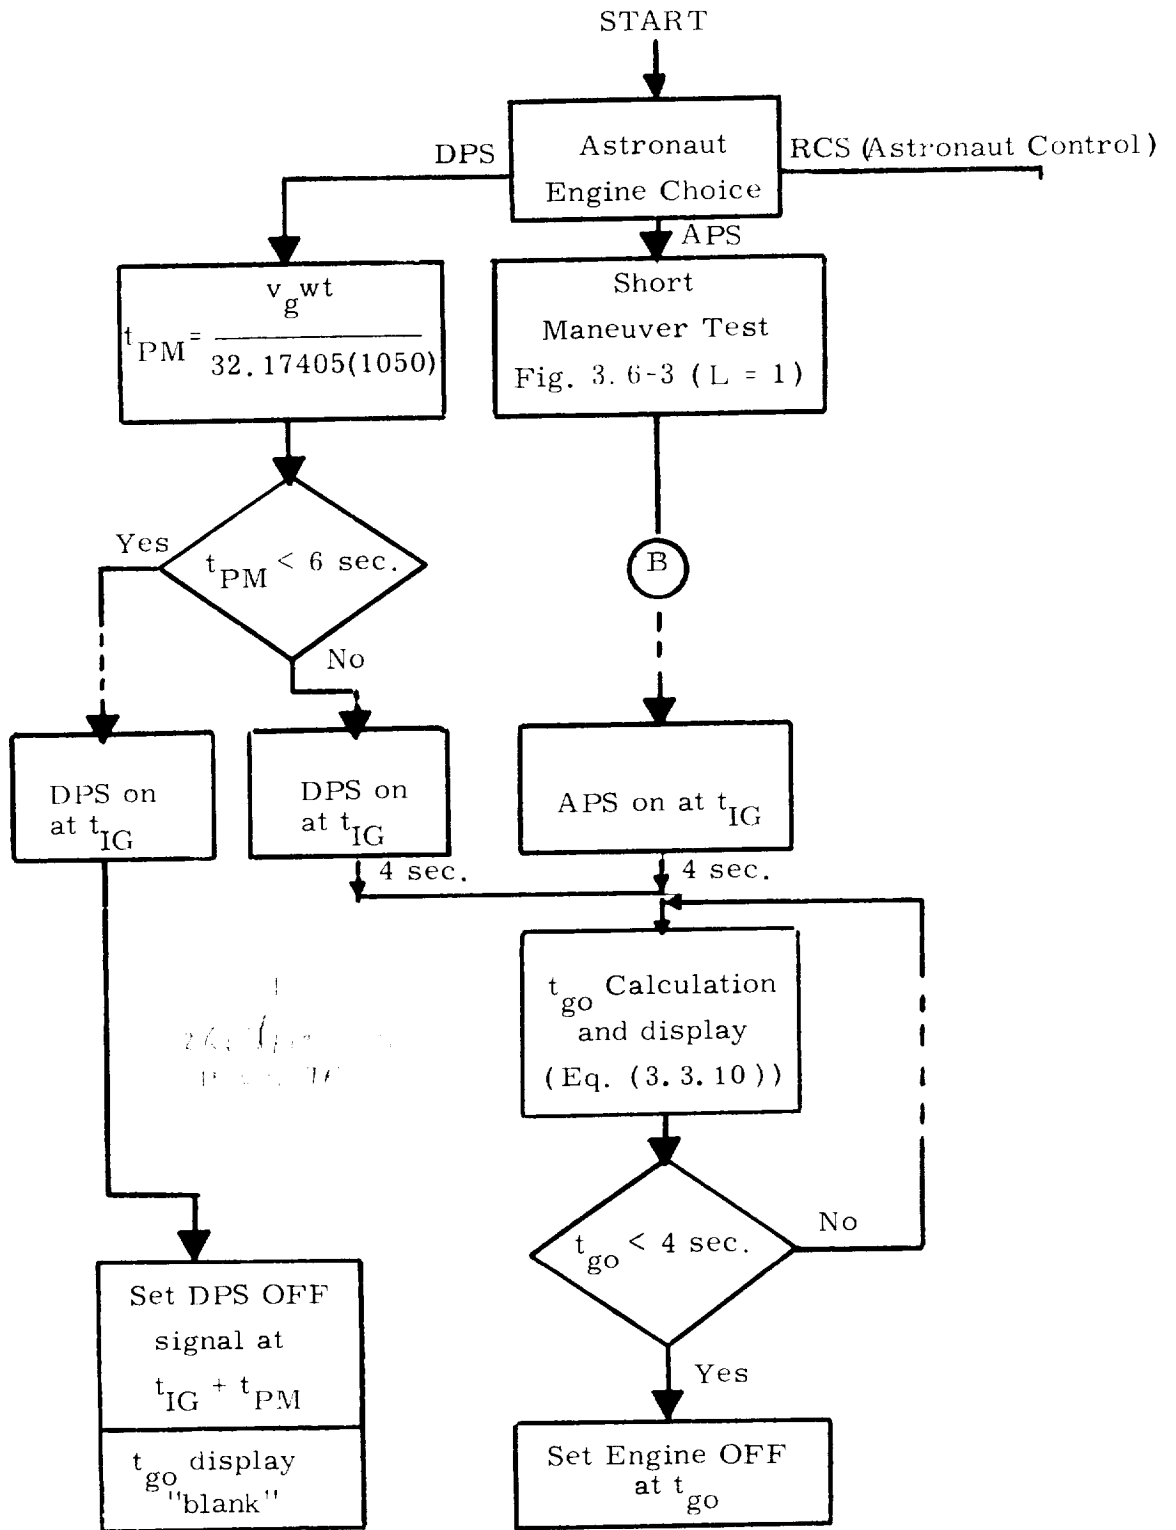 START
Astronaut
Engine Choice
DPS
RCS (Astronaut Control)
APS
v_g wt
t_PM = 32.17405(1050)
Short
Maneuver Test
Fig. 3.6-3 (L = 1)
Yes
t_PM < 6 sec.
No
B
DPS on
at t_IG
DPS on
at t_IG
APS on at t_IG
4 sec.
4 sec.
t_go Calculation
and display
(Eq. (3.3.10))
t_go < 4 sec.
No
Yes
Set DPS OFF
signal at
t_IG + t_PM
t_go display
"blank"
Set Engine OFF
at t_go